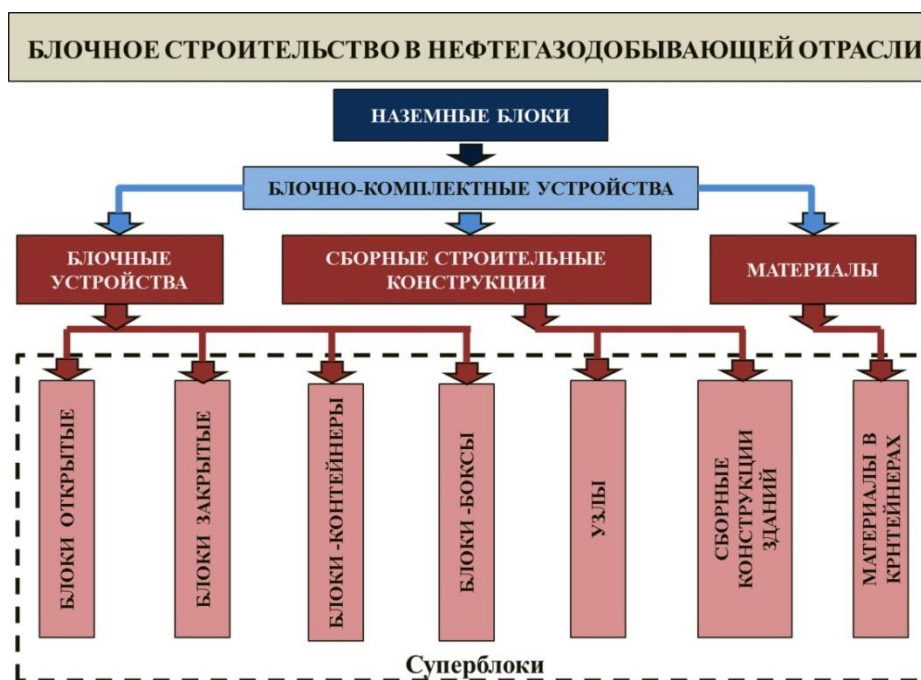 БЛОЧНОЕ СТРОИТЕЛЬСТВО В НЕФТЕГАЗОДОБЫВАЮЩЕЙ ОТРАСЛИ
НАЗЕМНЫЕ БЛОКИ
БЛОЧНО-КОМПЛЕКТНЫЕ УСТРОЙСТВА
БЛОЧНЫЕ
УСТРОЙСТВА
СБОРНЫЕ СТРОИТЕЛЬНЫЕ
КОНСТРУКЦИИ
МАТЕРИАЛЫ
БЛОКИ ОТКРЫТЫЕ
БЛОКИ ЗАКРЫТЫЕ
БЛОКИ -КОНТЕЙНЕРЫ
БЛОКИ -БОКСЫ
УЗЛЫ
СБОРНЫЕ
КОНСТРУКЦИИ
ЗДАНИЙ
МАТЕРИАЛЫ В
КРНТЕЙНЕРАХ
Суперблоки